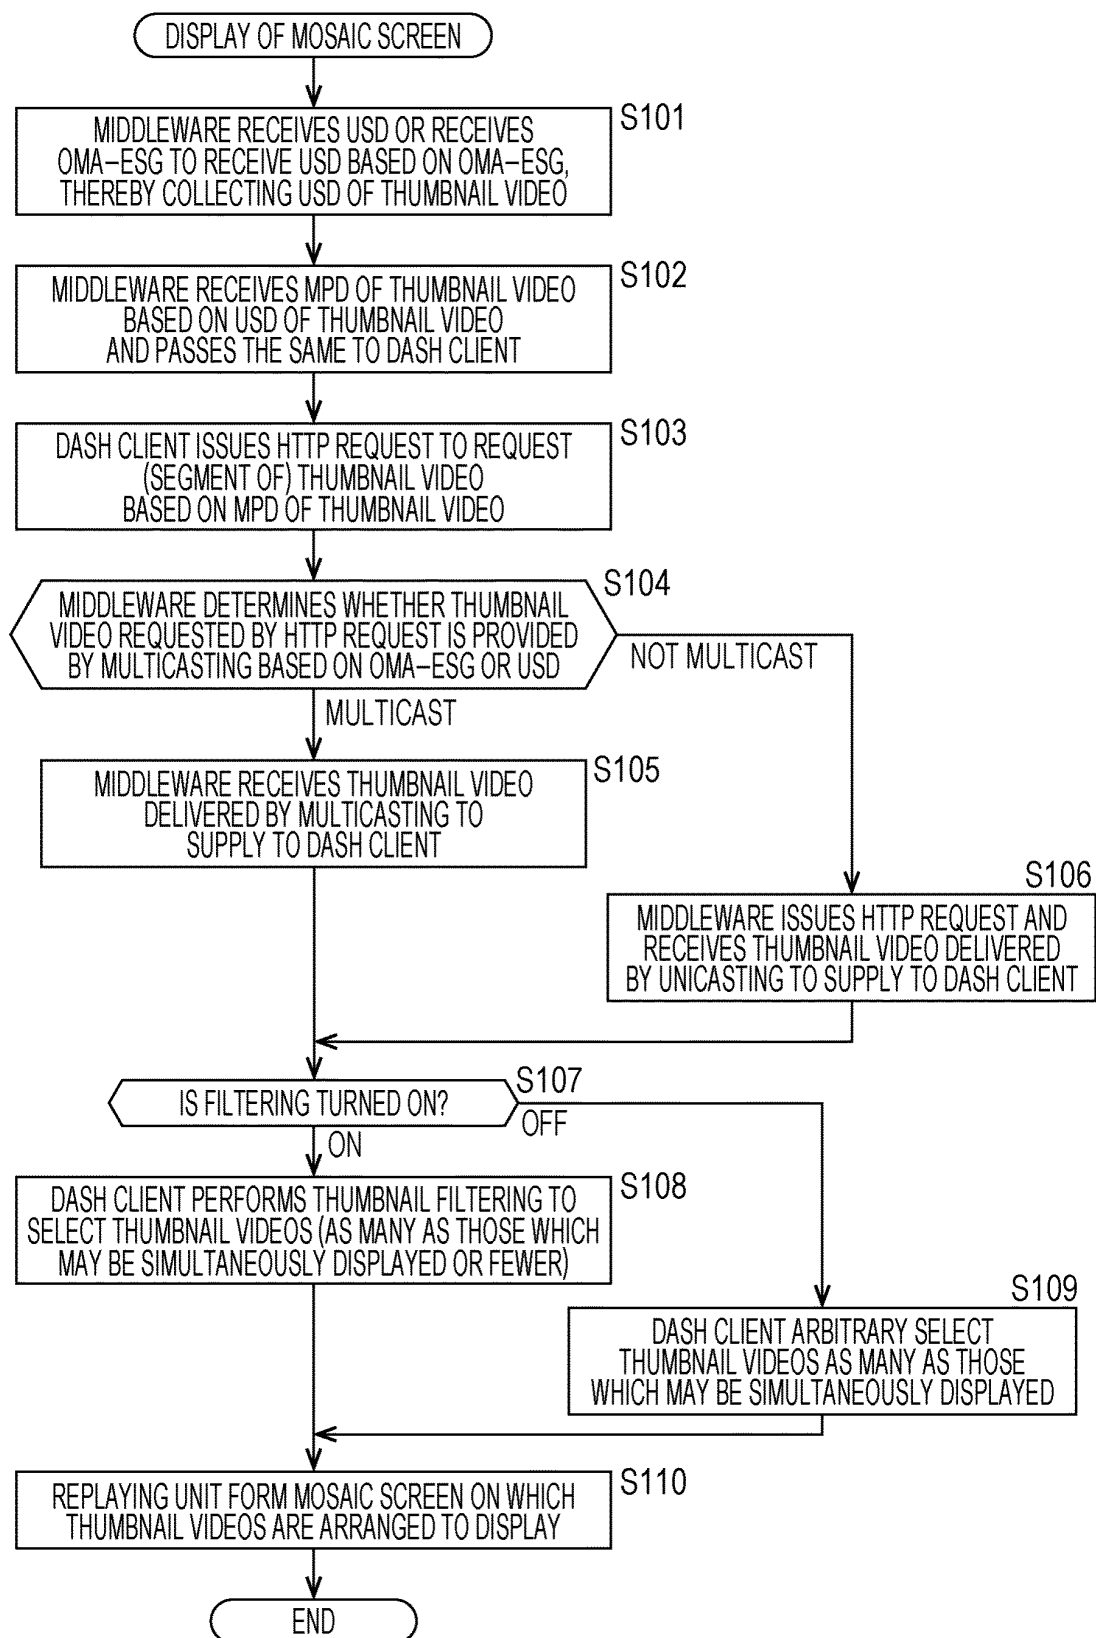 DISPLAY OF MOSAIC SCREEN
S101
MIDDLEWARE RECEIVES USD OR RECEIVES
OMA-ESG TO RECEIVE USD BASED ON OMA-ESG,
THEREBY COLLECTING USD OF THUMBNAIL VIDEO
S102
MIDDLEWARE RECEIVES MPD OF THUMBNAIL VIDEO
BASED ON USD OF THUMBNAIL VIDEO
AND PASSES THE SAME TO DASH CLIENT
S103
DASH CLIENT ISSUES HTTP REQUEST TO REQUEST
(SEGMENT OF) THUMBNAIL VIDEO
BASED ON MPD OF THUMBNAIL VIDEO
S104
MIDDLEWARE DETERMINES WHETHER THUMBNAIL
VIDEO REQUESTED BY HTTP REQUEST IS PROVIDED
BY MULTICASTING BASED ON OMA-ESG OR USD
NOT MULTICAST
MULTICAST
S105
MIDDLEWARE RECEIVES THUMBNAIL VIDEO
DELIVERED BY MULTICASTING TO
SUPPLY TO DASH CLIENT
S106
MIDDLEWARE ISSUES HTTP REQUEST AND
RECEIVES THUMBNAIL VIDEO DELIVERED
BY UNICASTING TO SUPPLY TO DASH CLIENT
S107
IS FILTERING TURNED ON?
OFF
ON
S108
DASH CLIENT PERFORMS THUMBNAIL FILTERING TO
SELECT THUMBNAIL VIDEOS (AS MANY AS THOSE WHICH
MAY BE SIMULTANEOUSLY DISPLAYED OR FEWER)
S109
DASH CLIENT ARBITRARY SELECT
THUMBNAIL VIDEOS AS MANY AS THOSE
WHICH MAY BE SIMULTANEOUSLY DISPLAYED
S110
REPLAYING UNIT FORM MOSAIC SCREEN ON WHICH
THUMBNAIL VIDEOS ARE ARRANGED TO DISPLAY
END